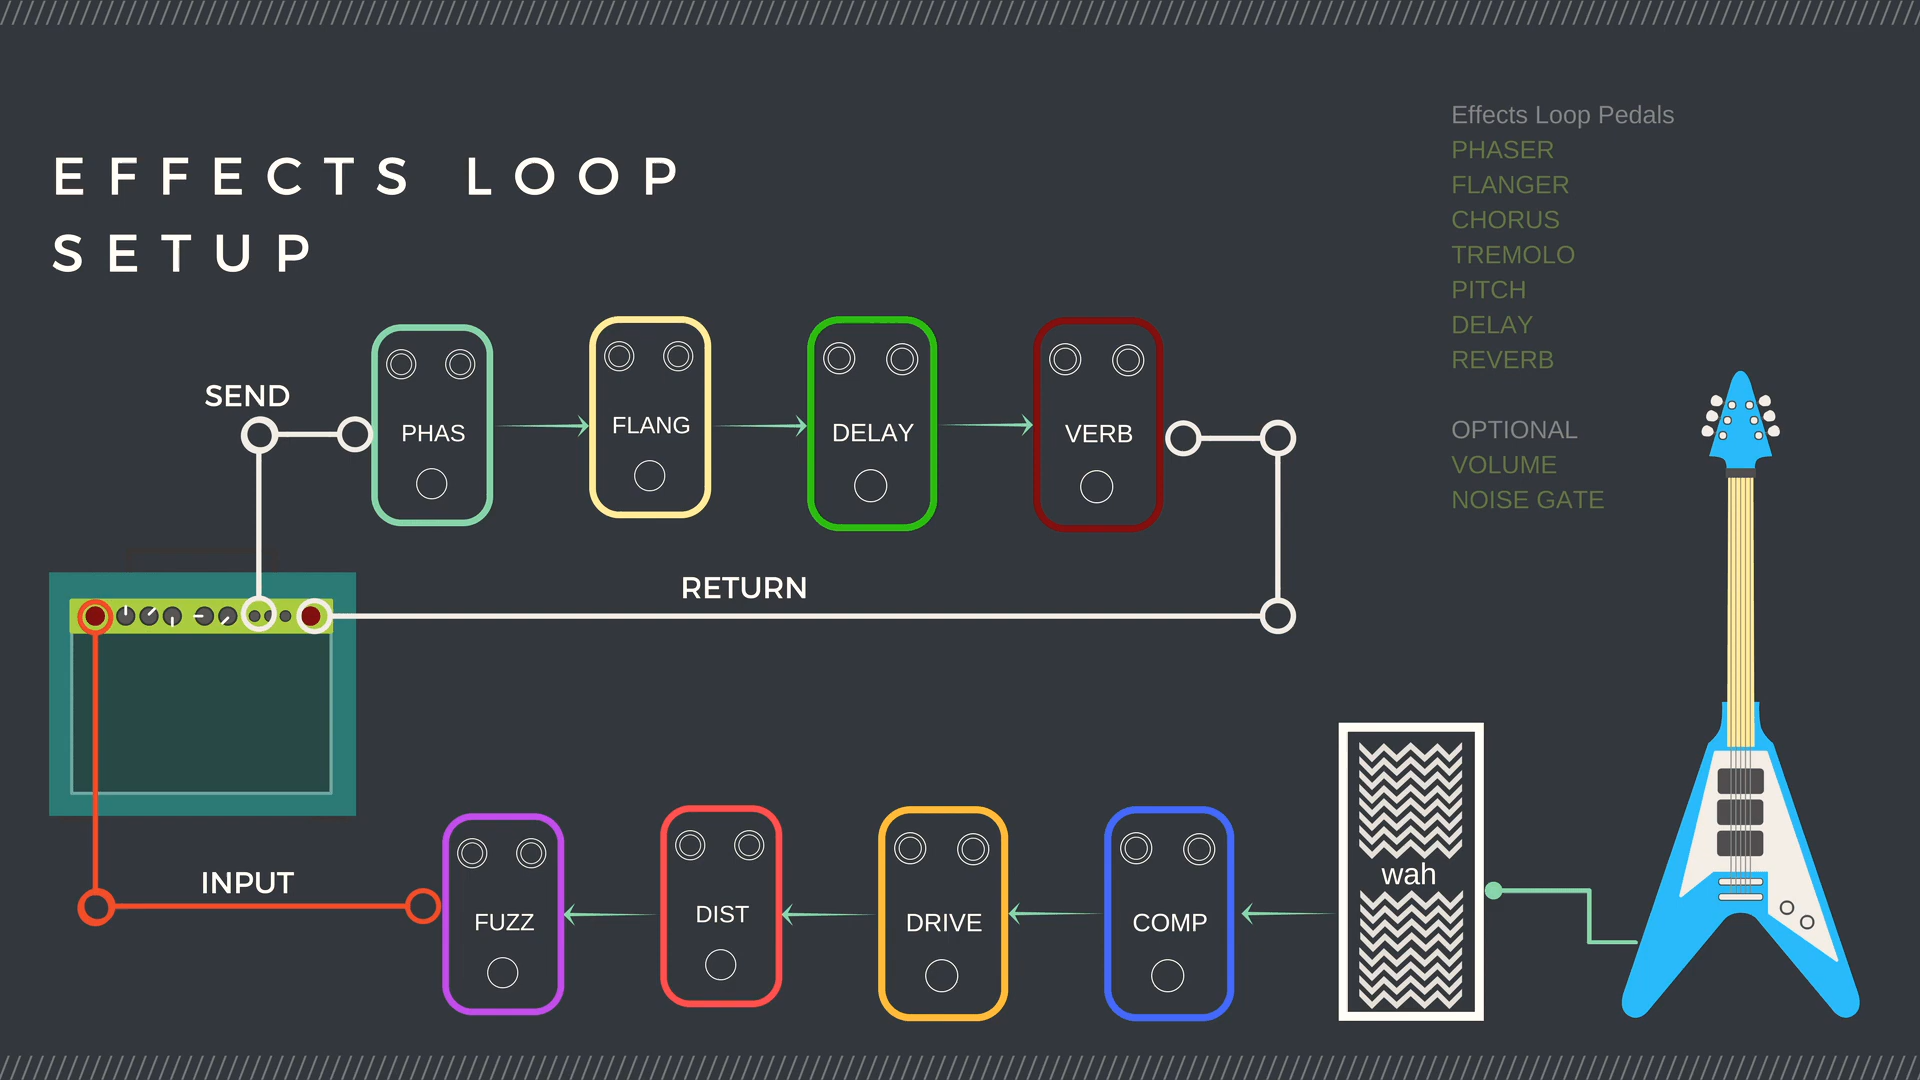 EFFECTS LOOP
SETUP
Effects Loop Pedals
PHASER
FLANGER
CHORUS
TREMOLO
PITCH
DELAY
REVERB
OPTIONAL
VOLUME
NOISE GATE
SEND
PHAS
FLANG
DELAY
VERB
RETURN
INPUT
FUZZ
DIST
DRIVE
COMP
wah